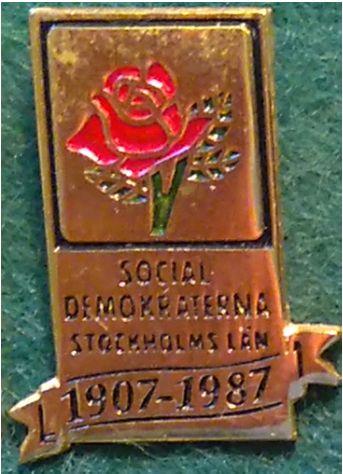 SOCIAL
DEMOKRATERNA
STOCKHOLMS LÄN
1907-1987